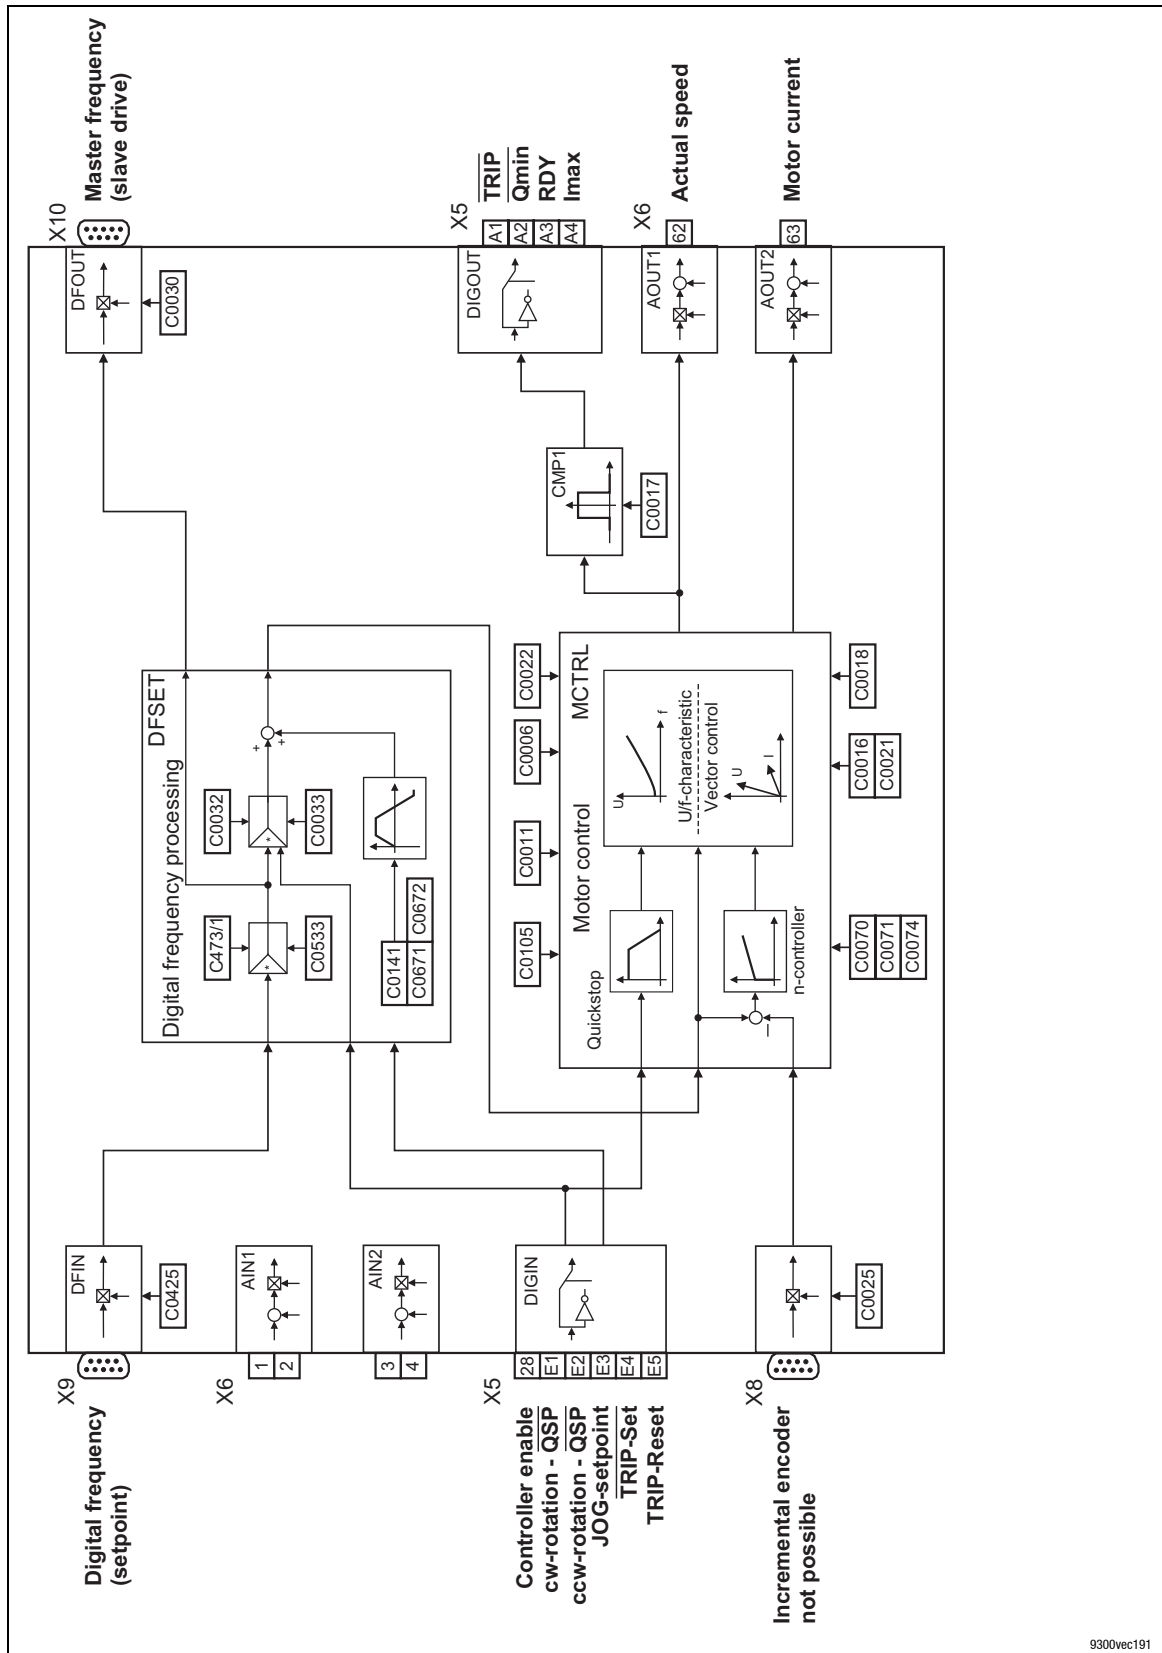 Digital frequency
(setpoint)
X9
DFIN
C0425
X6
1
2
AIN1
3
4
AIN2
X5
Controller enable
cw-rotation - QSP
ccw-rotation - QSP
JOG-setpoint
TRIP-Set
TRIP-Reset
28
E1
E2
E3
E4
E5
DIGIN
Incremental encoder
not possible
X8
C0025
Digital frequency processing
DFSET
C473/1
*
C0533
C0032
*
C0033
+
+
C0141
C0671
C0672
C0105
C0011
C0006
C0022
Motor control
MCTRL
Quickstop
n-controller
U
f
U/f-characteristic
Vector control
U
I
C0070
C0071
C0074
C0016
C0021
C0018
CMP1
C0017
DFOUT
C0030
X10
Master frequency
(slave drive)
DIGOUT
X5
A1
A2
A3
A4
TRIP
Qmin
RDY
Imax
AOUT1
X6
62
Actual speed
AOUT2
63
Motor current
9300vec191